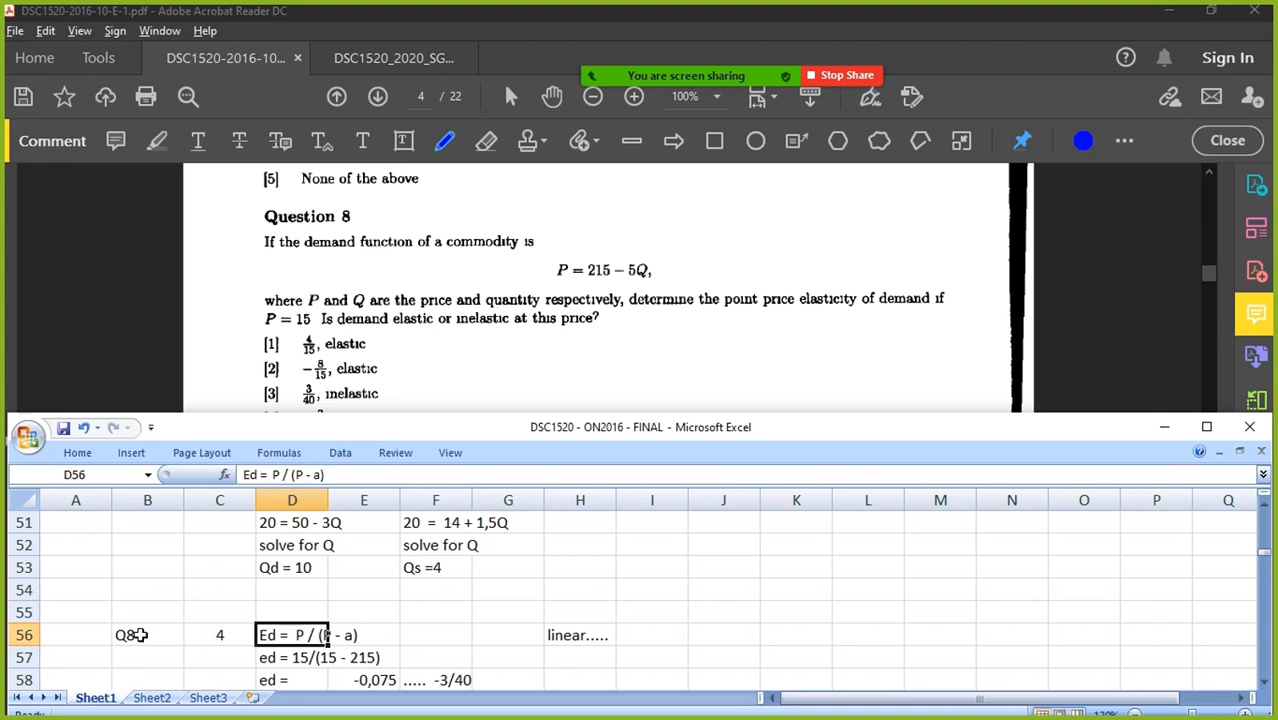 DSC1520-2016-10-E-1.pdf - Adobe Acrobat Reader DC
File Edit View Sign Window Help
Home Tools DSC1520-2016-10... × DSC1520_2020_SG... Sign In
You are screen sharing Stop Share
4 / 22 100%
Comment Close
[5] None of the above
Question 8
If the demand function of a commodity is
P = 215 − 5Q,
where P and Q are the price and quantity respectively, determine the point price elasticity of demand if
P = 15 Is demand elastic or inelastic at this price?
[1] 4/15, elastic
[2] −8/15, elastic
[3] 3/40, inelastic
DSC1520 - ON2016 - FINAL - Microsoft Excel
Home Insert Page Layout Formulas Data Review View
D56 fx Ed = P / (P - a)
A B C D E F G H I J K L M N O P Q
51 20 = 50 - 3Q 20 = 14 + 1,5Q
52 solve for Q solve for Q
53 Qd = 10 Qs =4
54
55
56 Q8 4 Ed = P / (P - a) linear.....
57 ed = 15/(15 - 215)
58 ed = -0,075 ..... -3/40
Sheet1 Sheet2 Sheet3
Ready 120%